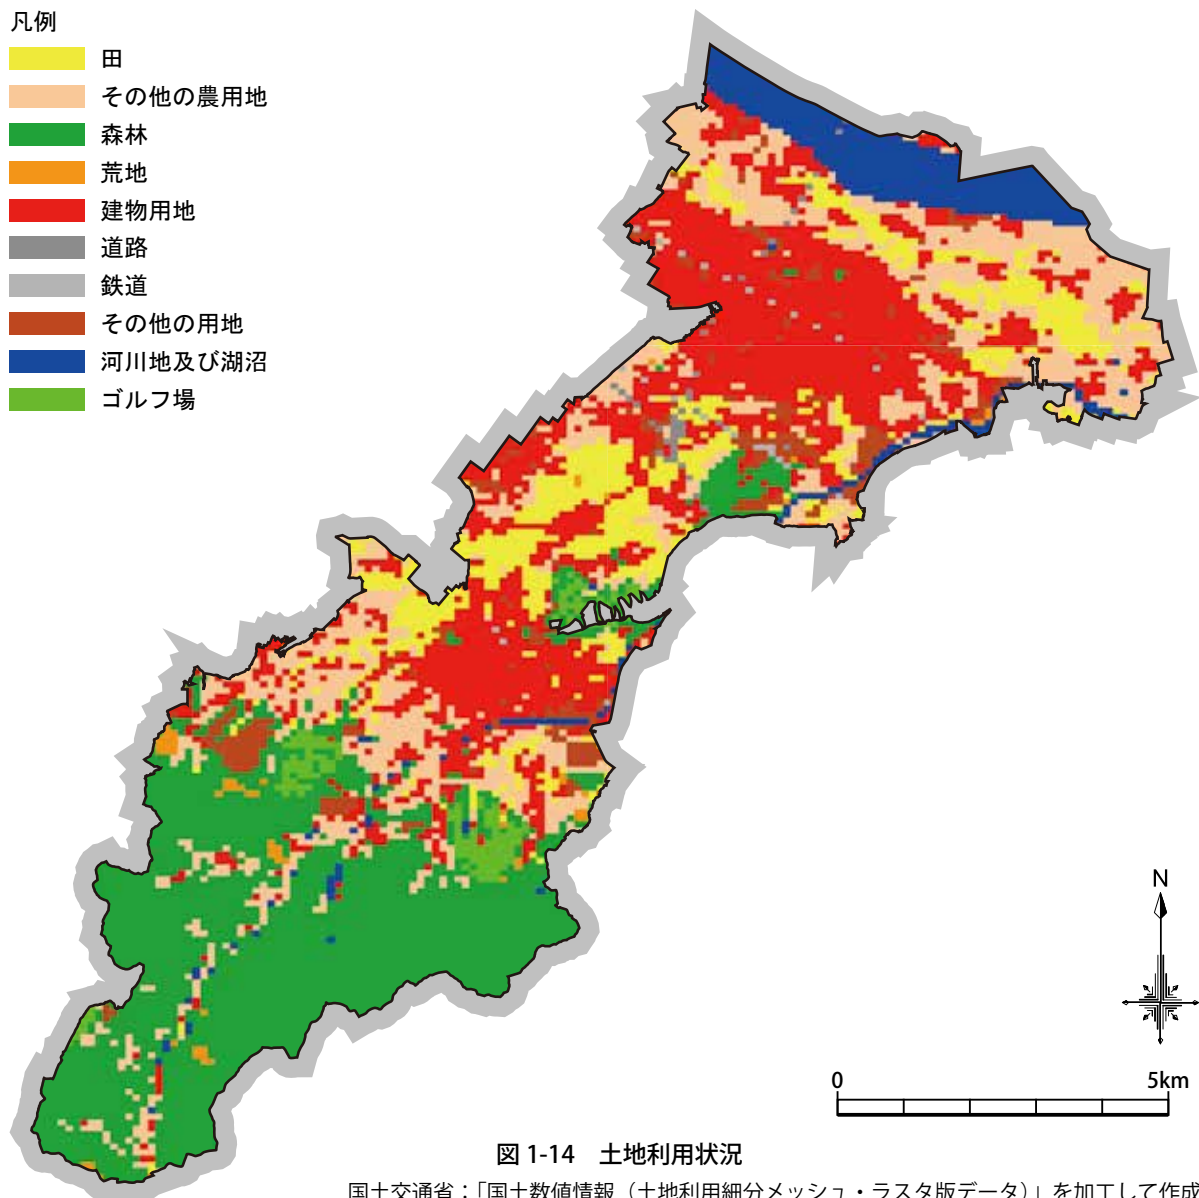 凡例
田
その他の農用地
森林
荒地
建物用地
道路
鉄道
その他の用地
河川地及び湖沼
ゴルフ場
N
0 5km
図 1-14 土地利用状況
国土交通省：「国土数値情報（土地利用細分メッシュ・ラスタ版データ）」を加工して作成